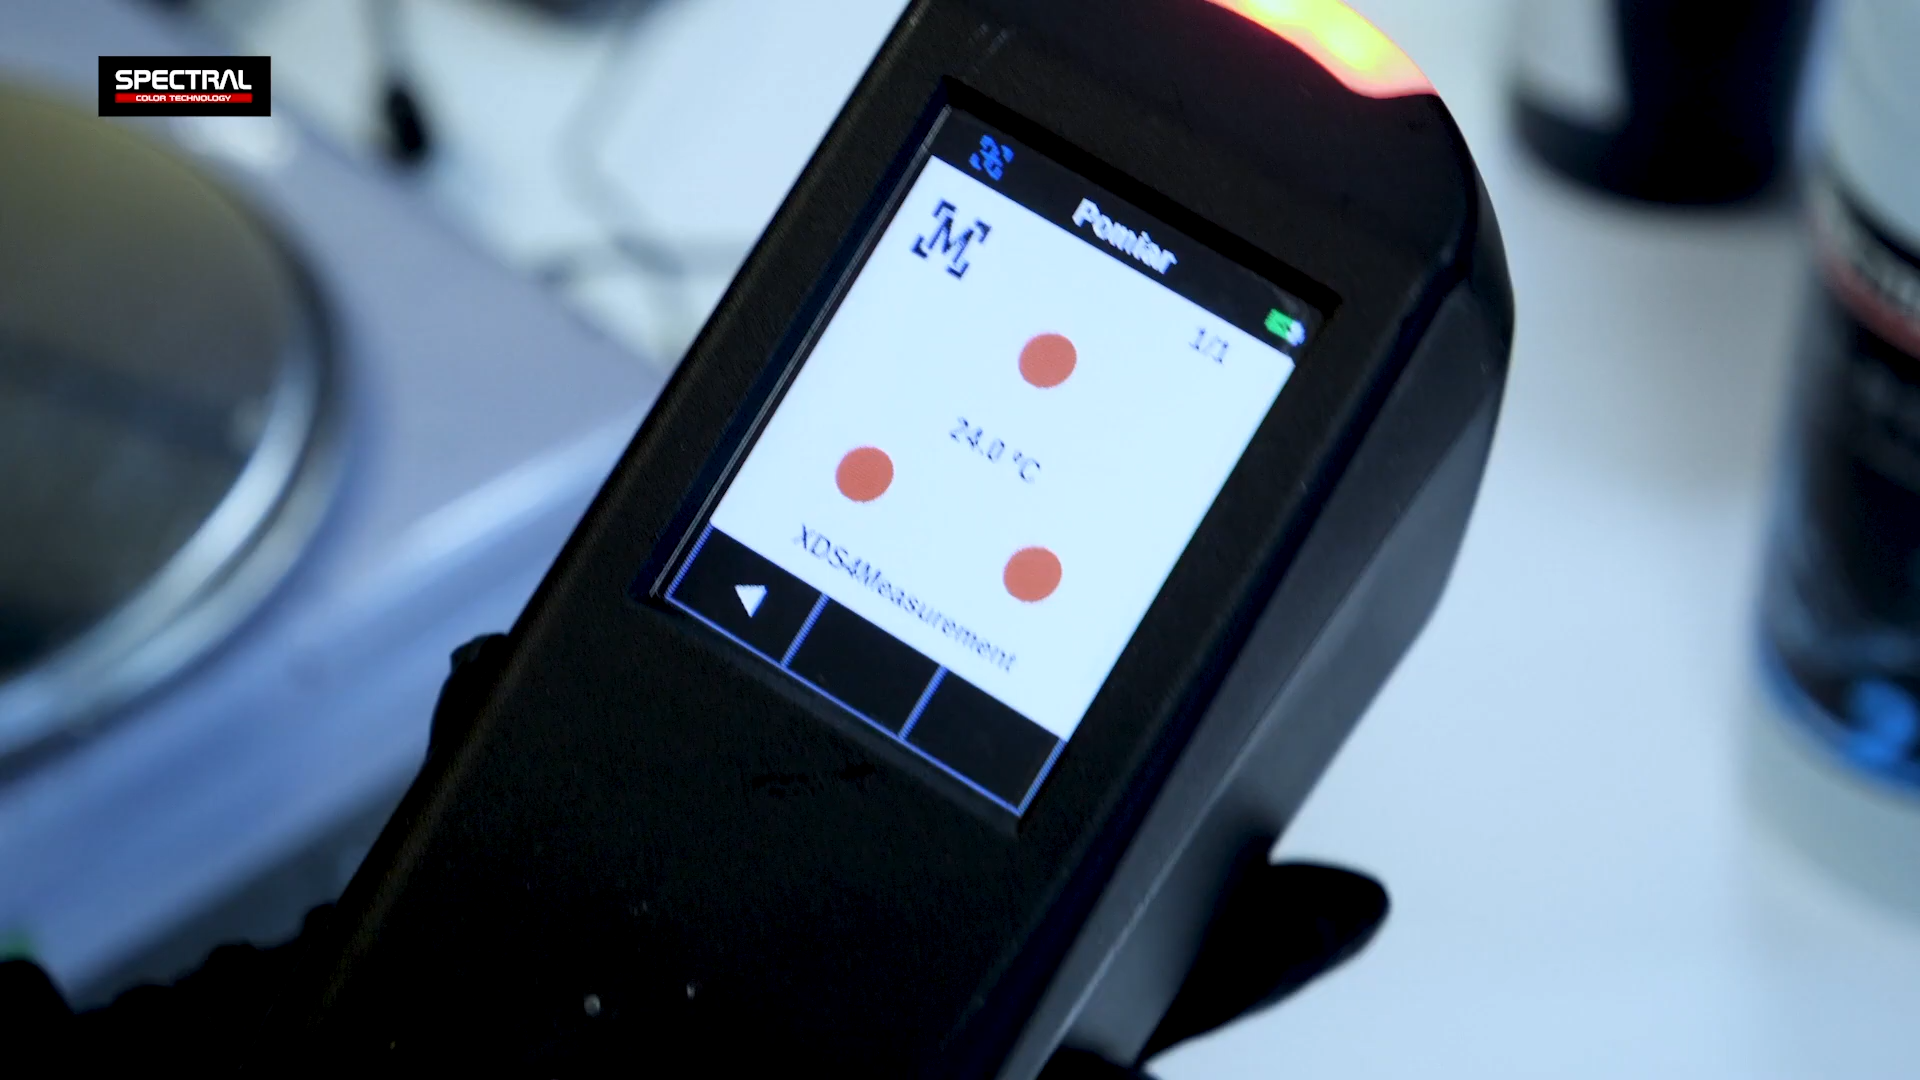 SPECTRAL
COLOR TECHNOLOGY
Pomiar
M
1/1
24.0 °C
XDS4Measurement